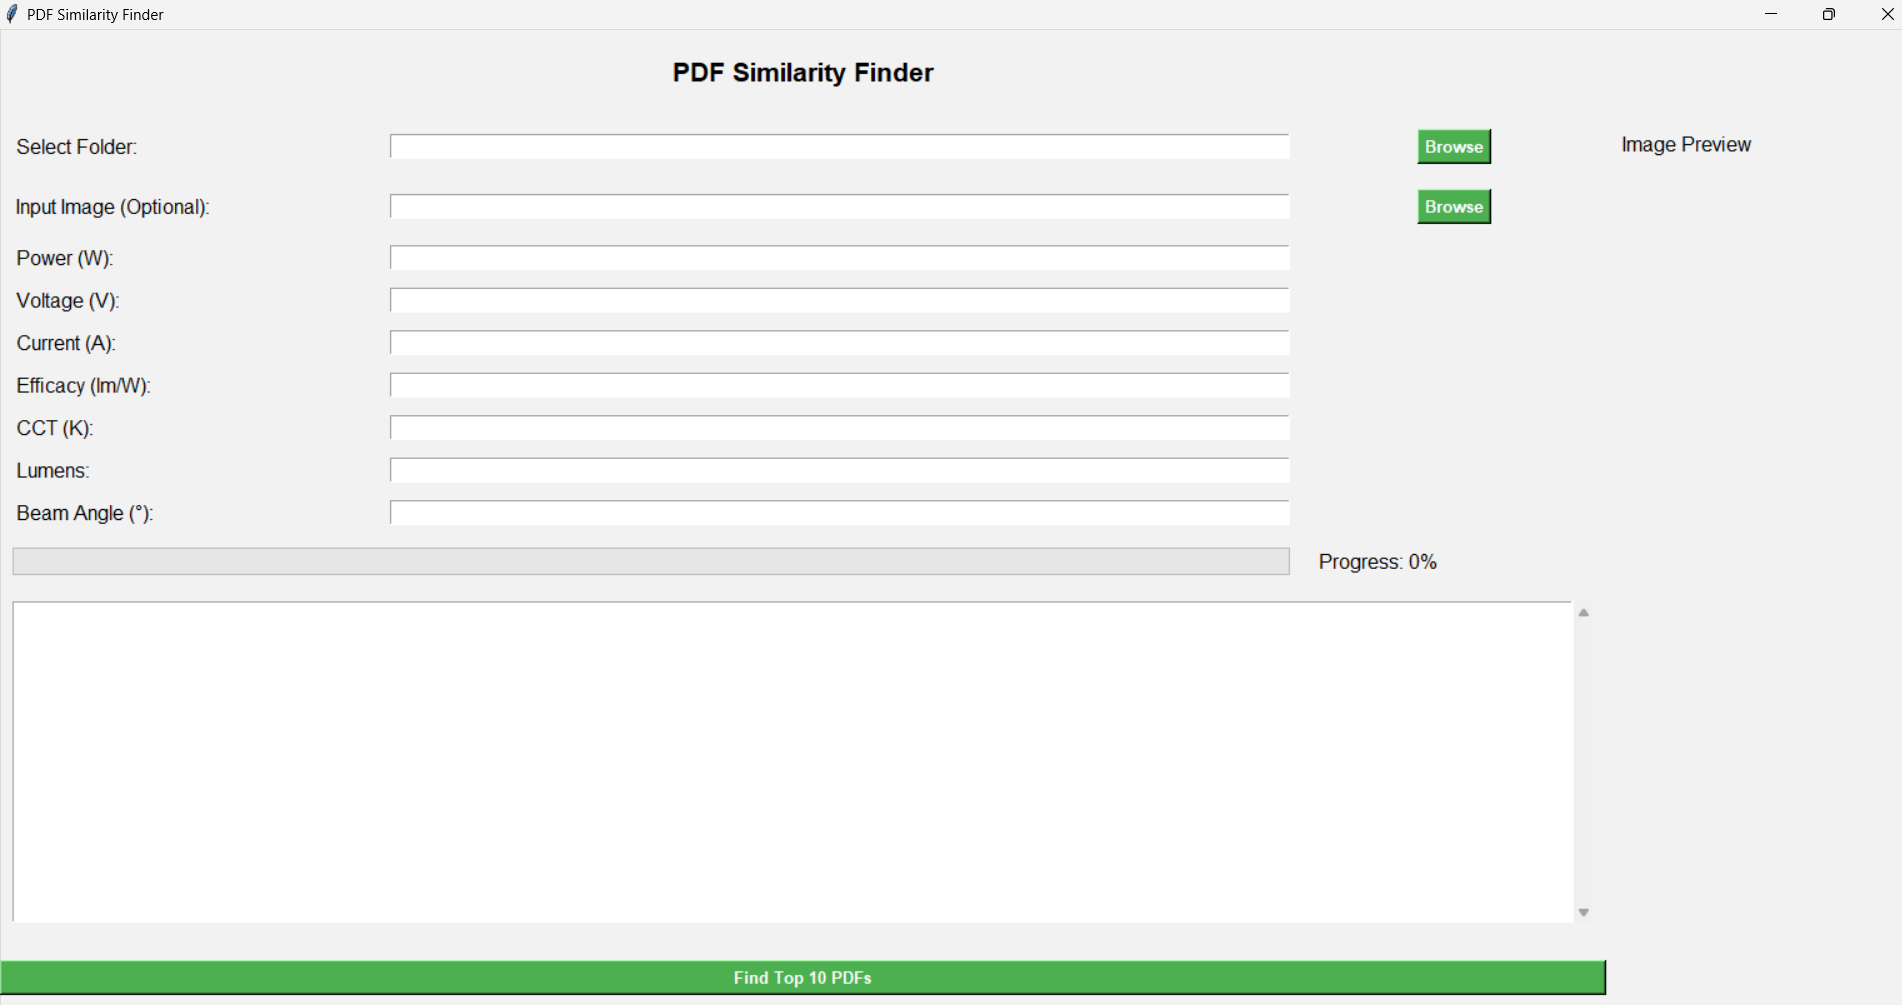 PDF Similarity Finder
PDF Similarity Finder
Select Folder:
Browse
Image Preview
Input Image (Optional):
Browse
Power (W):
Voltage (V):
Current (A):
Efficacy (lm/W):
CCT (K):
Lumens:
Beam Angle (°):
Progress: 0%
Find Top 10 PDFs